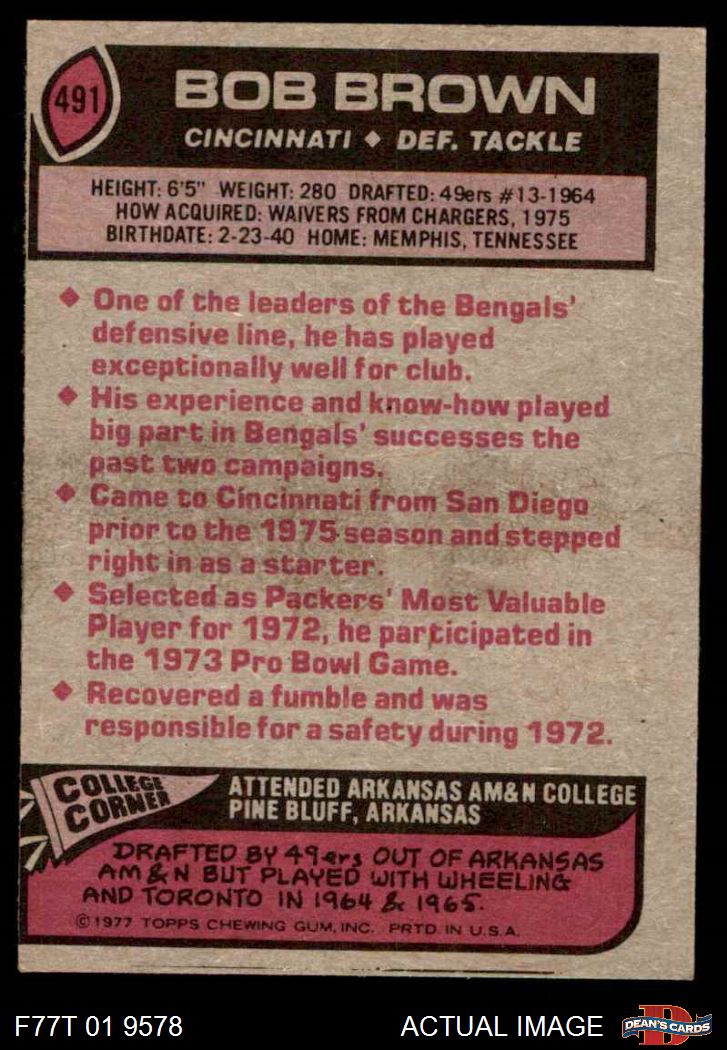 491
BOB BROWN
CINCINNATI ◆ DEF. TACKLE
HEIGHT: 6'5" WEIGHT: 280 DRAFTED: 49ers #13-1964
HOW ACQUIRED: WAIVERS FROM CHARGERS, 1975
BIRTHDATE: 2-23-40 HOME: MEMPHIS, TENNESSEE
◆ One of the leaders of the Bengals'
defensive line, he has played
exceptionally well for club.
◆ His experience and know-how played
big part in Bengals' successes the
past two campaigns.
◆ Came to Cincinnati from San Diego
prior to the 1975 season and stepped
right in as a starter.
◆ Selected as Packers' Most Valuable
Player for 1972, he participated in
the 1973 Pro Bowl Game.
◆ Recovered a fumble and was
responsible for a safety during 1972.
COLLEGE
CORNER
ATTENDED ARKANSAS AM&N COLLEGE
PINE BLUFF, ARKANSAS
DRAFTED BY 49ers OUT OF ARKANSAS
AM & N BUT PLAYED WITH WHEELING
AND TORONTO IN 1964 & 1965.
©1977 TOPPS CHEWING GUM, INC. PRTD. IN U.S.A.
F77T 01 9578
ACTUAL IMAGE
D
DEAN'S CARDS